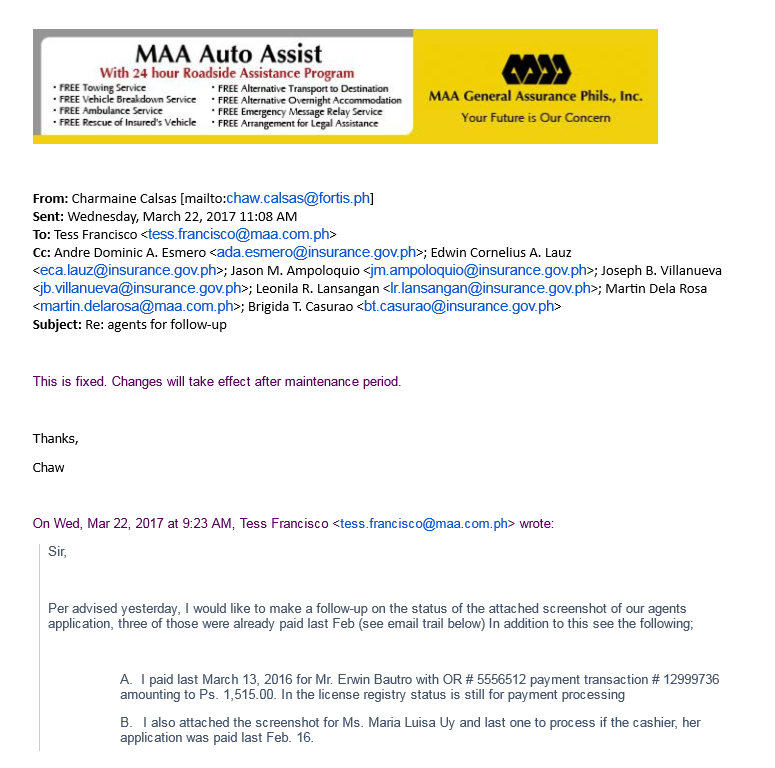 MAA Auto Assist
With 24 hour Roadside Assistance Program
• FREE Towing Service
• FREE Vehicle Breakdown Service
• FREE Ambulance Service
• FREE Rescue of Insured's Vehicle
• FREE Alternative Transport to Destination
• FREE Alternative Overnight Accommodation
• FREE Emergency Message Relay Service
• FREE Arrangement for Legal Assistance
MAA General Assurance Phils., Inc.
Your Future is Our Concern
From: Charmaine Calsas [mailto:chaw.calsas@fortis.ph]
Sent: Wednesday, March 22, 2017 11:08 AM
To: Tess Francisco <tess.francisco@maa.com.ph>
Cc: Andre Dominic A. Esmero <ada.esmero@insurance.gov.ph>; Edwin Cornelius A. Lauz
<eca.lauz@insurance.gov.ph>; Jason M. Ampoloquio <jm.ampoloquio@insurance.gov.ph>; Joseph B. Villanueva
<jb.villanueva@insurance.gov.ph>; Leonila R. Lansangan <lr.lansangan@insurance.gov.ph>; Martin Dela Rosa
<martin.delarosa@maa.com.ph>; Brigida T. Casurao <bt.casurao@insurance.gov.ph>
Subject: Re: agents for follow-up
This is fixed. Changes will take effect after maintenance period.
Thanks,
Chaw
On Wed, Mar 22, 2017 at 9:23 AM, Tess Francisco <tess.francisco@maa.com.ph> wrote:
Sir,
Per advised yesterday, I would like to make a follow-up on the status of the attached screenshot of our agents
application, three of those were already paid last Feb (see email trail below) In addition to this see the following;
A. I paid last March 13, 2016 for Mr. Erwin Bautro with OR # 5556512 payment transaction # 12999736
amounting to Ps. 1,515.00. In the license registry status is still for payment processing
B. I also attached the screenshot for Ms. Maria Luisa Uy and last one to process if the cashier, her
application was paid last Feb. 16.